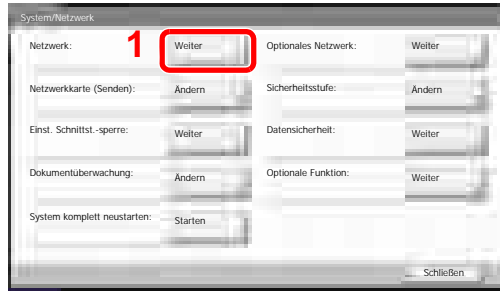 System/Netzwerk
Netzwerk: 1 Weiter Optionales Netzwerk: Weiter
Netzwerkkarte (Senden): Ändern Sicherheitsstufe: Ändern
Einst. Schnittst.-sperre: Weiter Datensicherheit: Weiter
Dokumentüberwachung: Ändern Optionale Funktion: Weiter
System komplett neustarten: Starten
Schließen